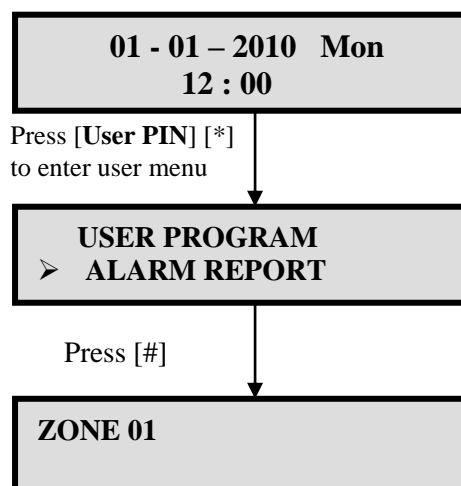 01 - 01 – 2010 Mon
12 : 00
Press [User PIN] [*]
to enter user menu
USER PROGRAM
➢ ALARM REPORT
Press [#]
ZONE 01